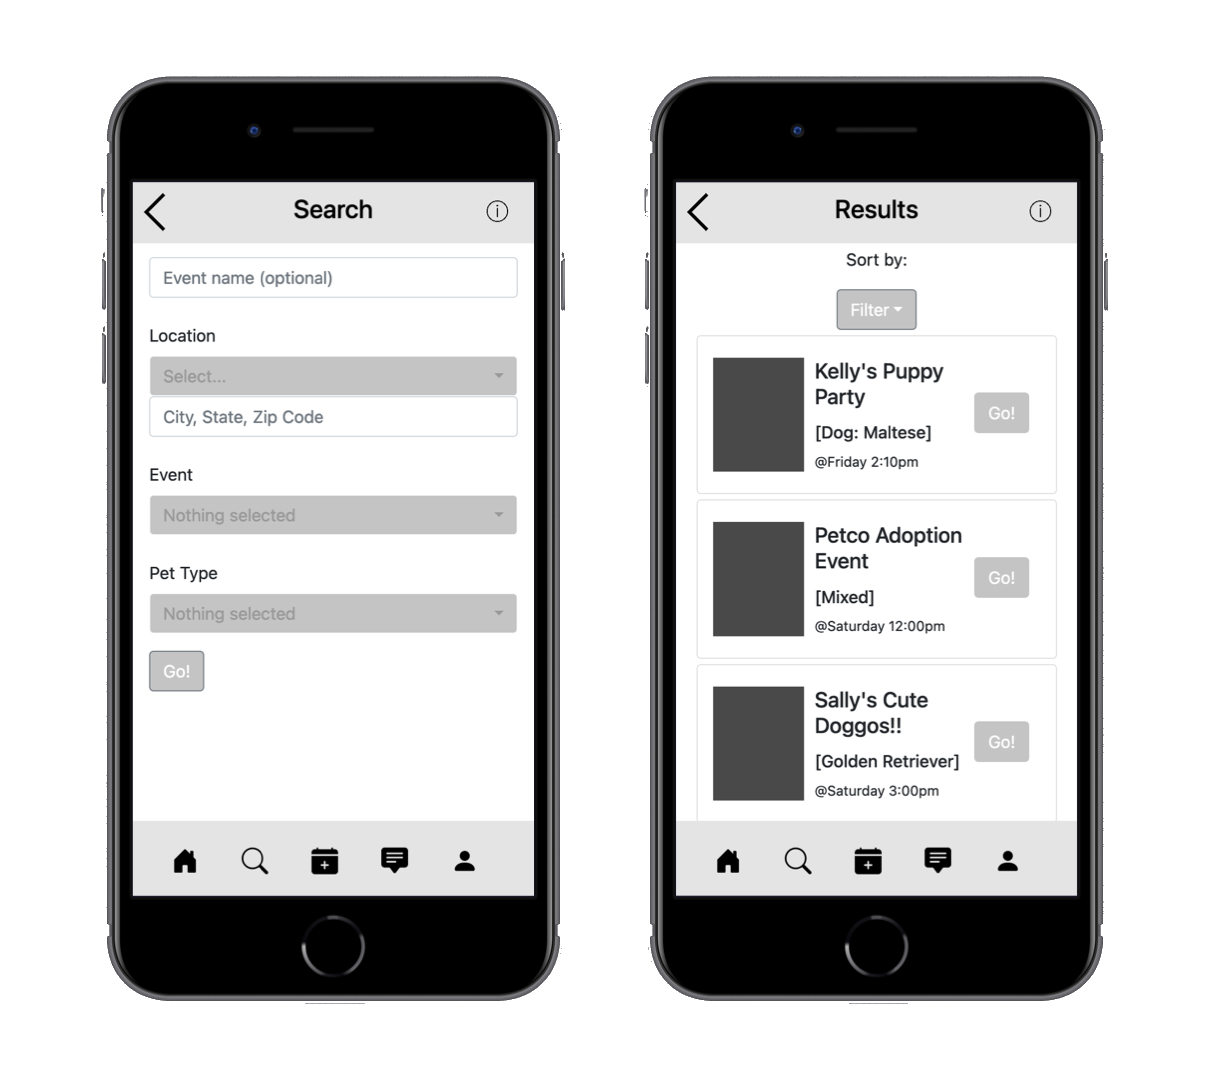 Search
Event name (optional)
Location
Select...
City, State, Zip Code
Event
Nothing selected
Pet Type
Nothing selected
Go!
Results
Sort by:
Filter
Kelly's Puppy
Party
[Dog: Maltese]
@Friday 2:10pm
Go!
Petco Adoption
Event
[Mixed]
@Saturday 12:00pm
Go!
Sally's Cute
Doggos!!
[Golden Retriever]
@Saturday 3:00pm
Go!